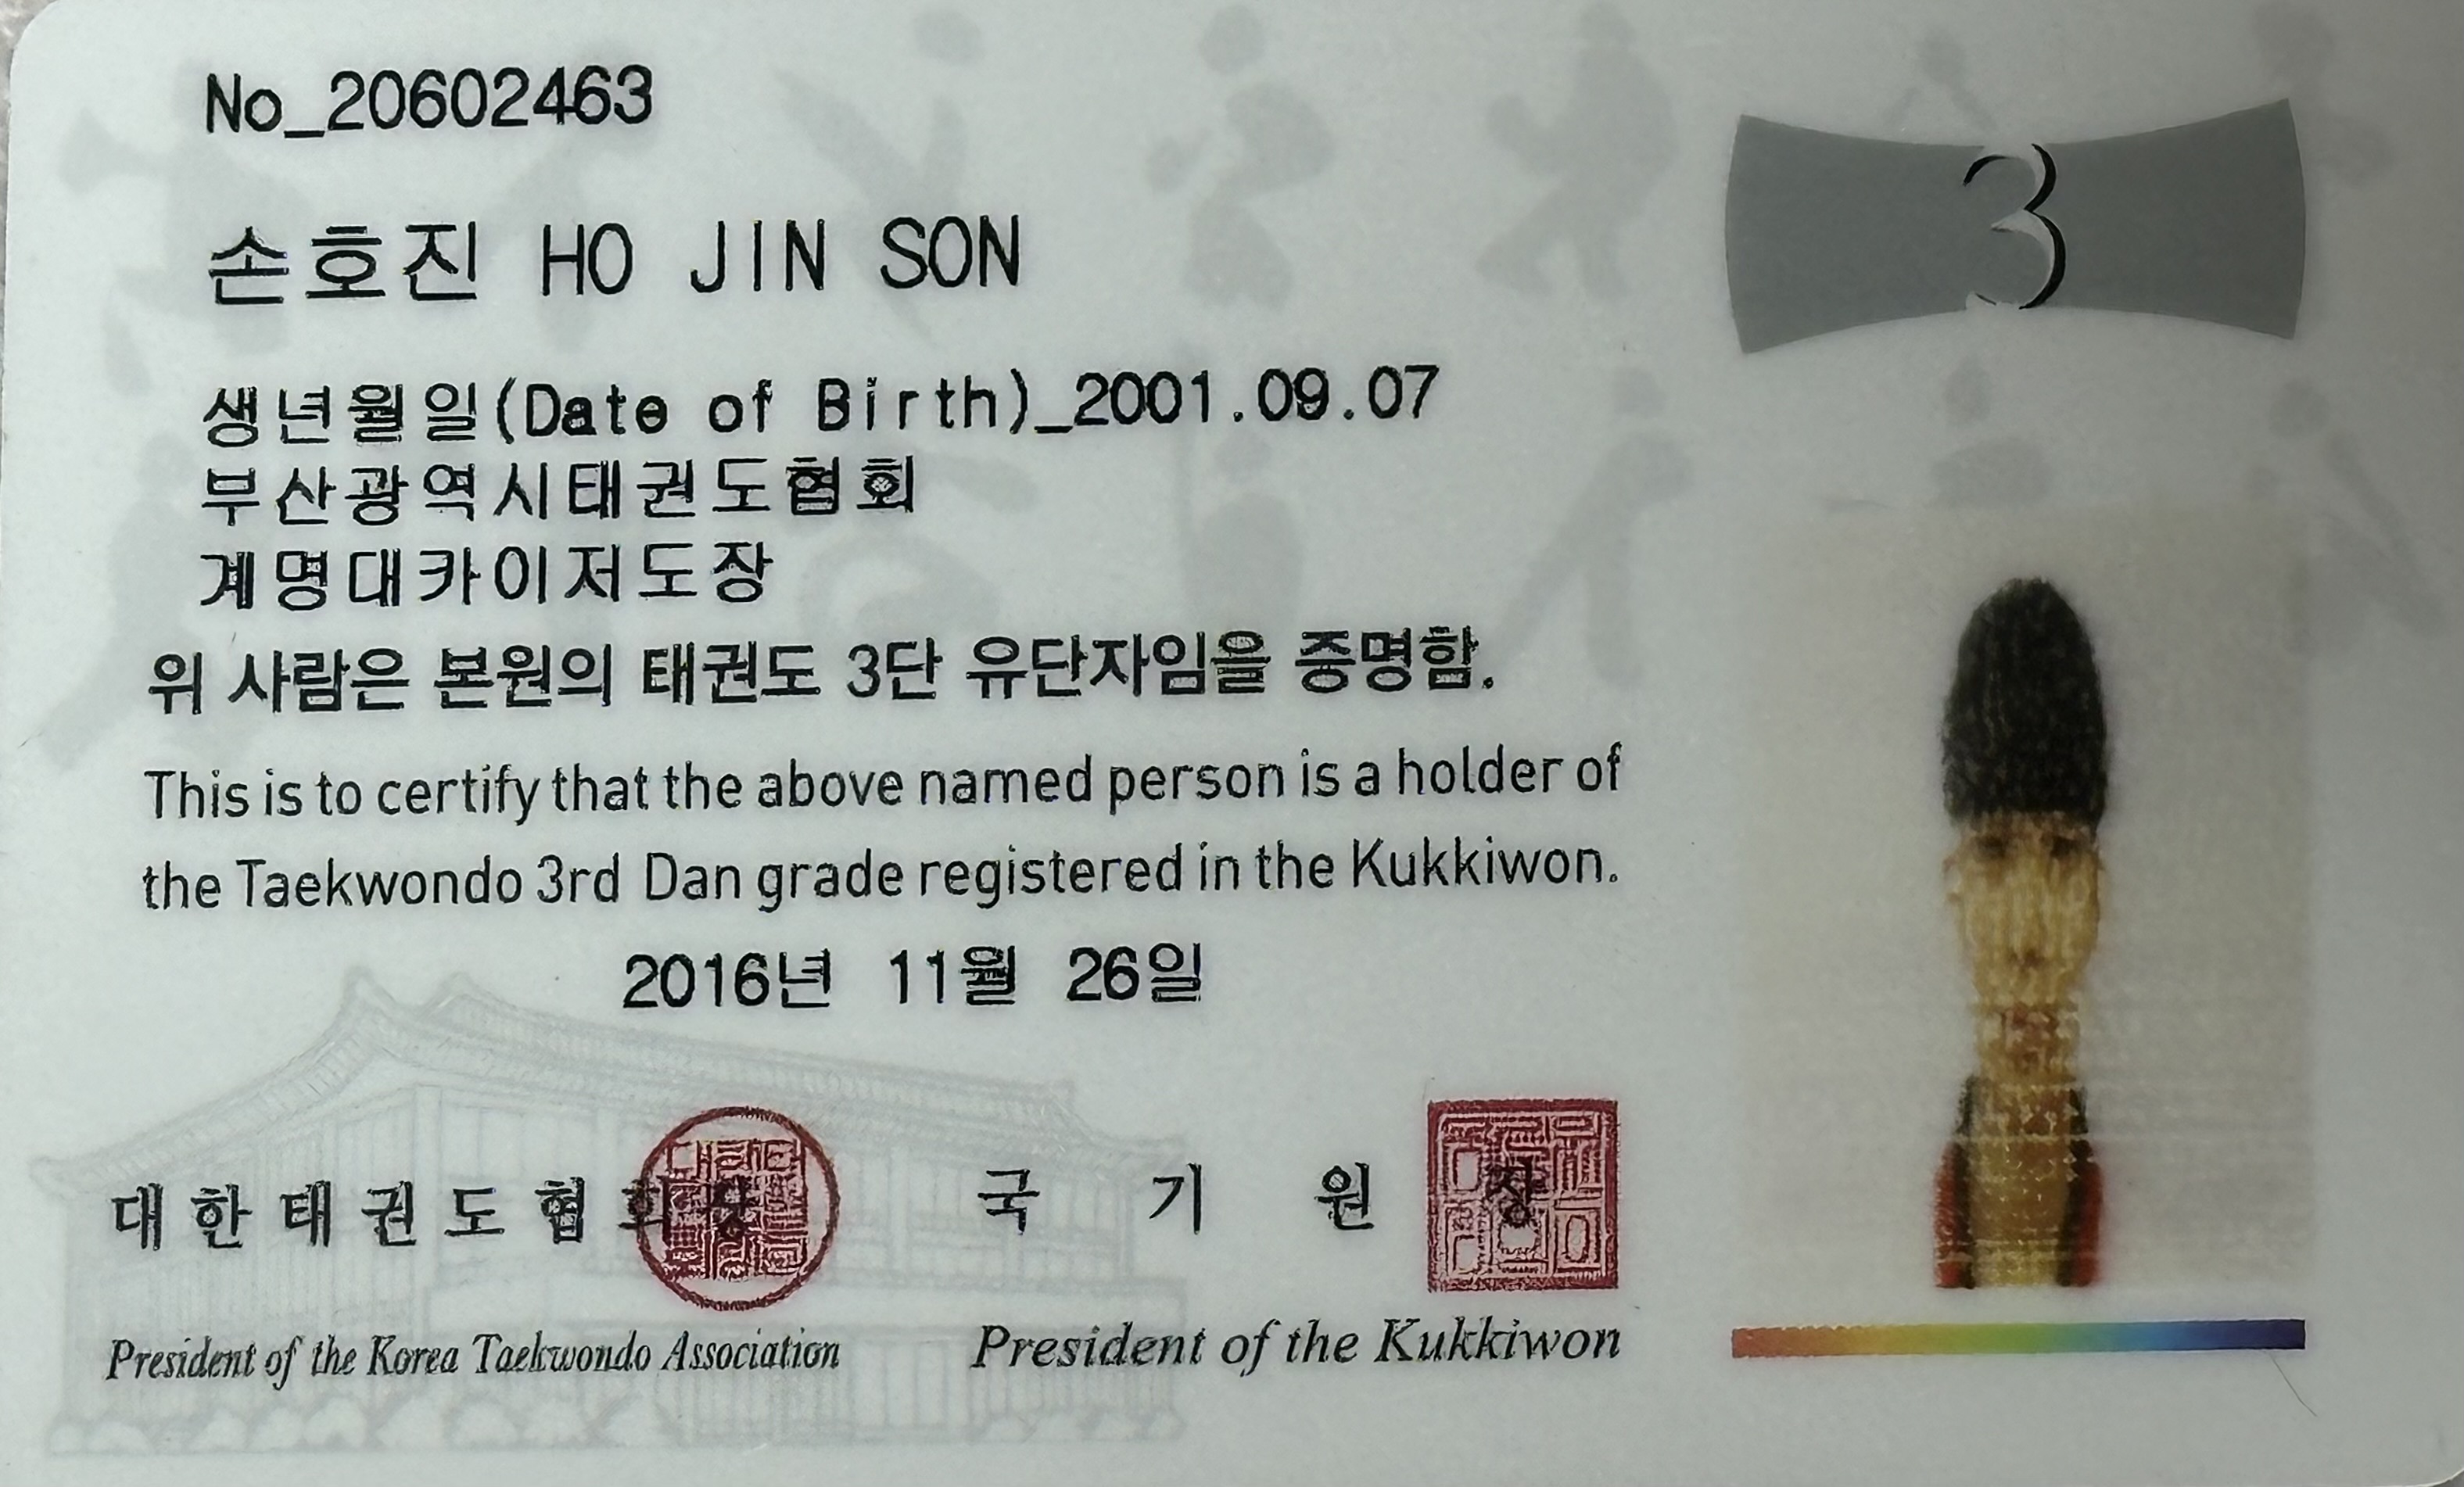 No_20602463
3
손호진 HO JIN SON
생년월일(Date of Birth)_2001.09.07
부산광역시태권도협회
계명대카이저도장
위 사람은 본원의 태권도 3단 유단자임을 증명함.
This is to certify that the above named person is a holder of
the Taekwondo 3rd Dan grade registered in the Kukkiwon.
2016년 11월 26일
대한태권도협회장
President of the Korea Taekwondo Association
국기원장
President of the Kukkiwon